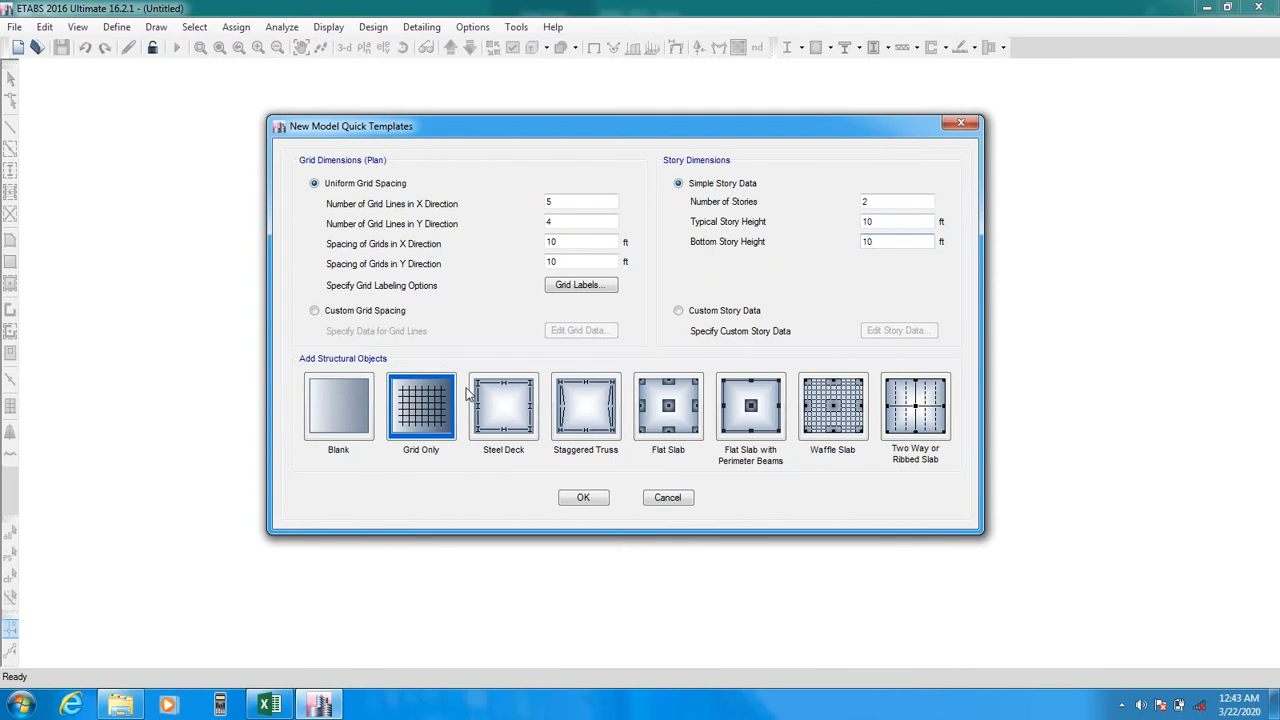 ETABS 2016 Ultimate 16.2.1 - (Untitled)
File Edit View Define Draw Select Assign Analyze Display Design Detailing Options Tools Help
3-d nd
New Model Quick Templates
Grid Dimensions (Plan)
Uniform Grid Spacing
Number of Grid Lines in X Direction 5
Number of Grid Lines in Y Direction 4
Spacing of Grids in X Direction 10 ft
Spacing of Grids in Y Direction 10 ft
Specify Grid Labeling Options Grid Labels...
Custom Grid Spacing
Specify Data for Grid Lines Edit Grid Data...
Story Dimensions
Simple Story Data
Number of Stories 2
Typical Story Height 10 ft
Bottom Story Height 10 ft
Custom Story Data
Specify Custom Story Data Edit Story Data...
Add Structural Objects
Blank
Grid Only
Steel Deck
Staggered Truss
Flat Slab
Flat Slab with
Perimeter Beams
Waffle Slab
Two Way or
Ribbed Slab
OK Cancel
all
ps
clr
Ready
12:43 AM
3/22/2020